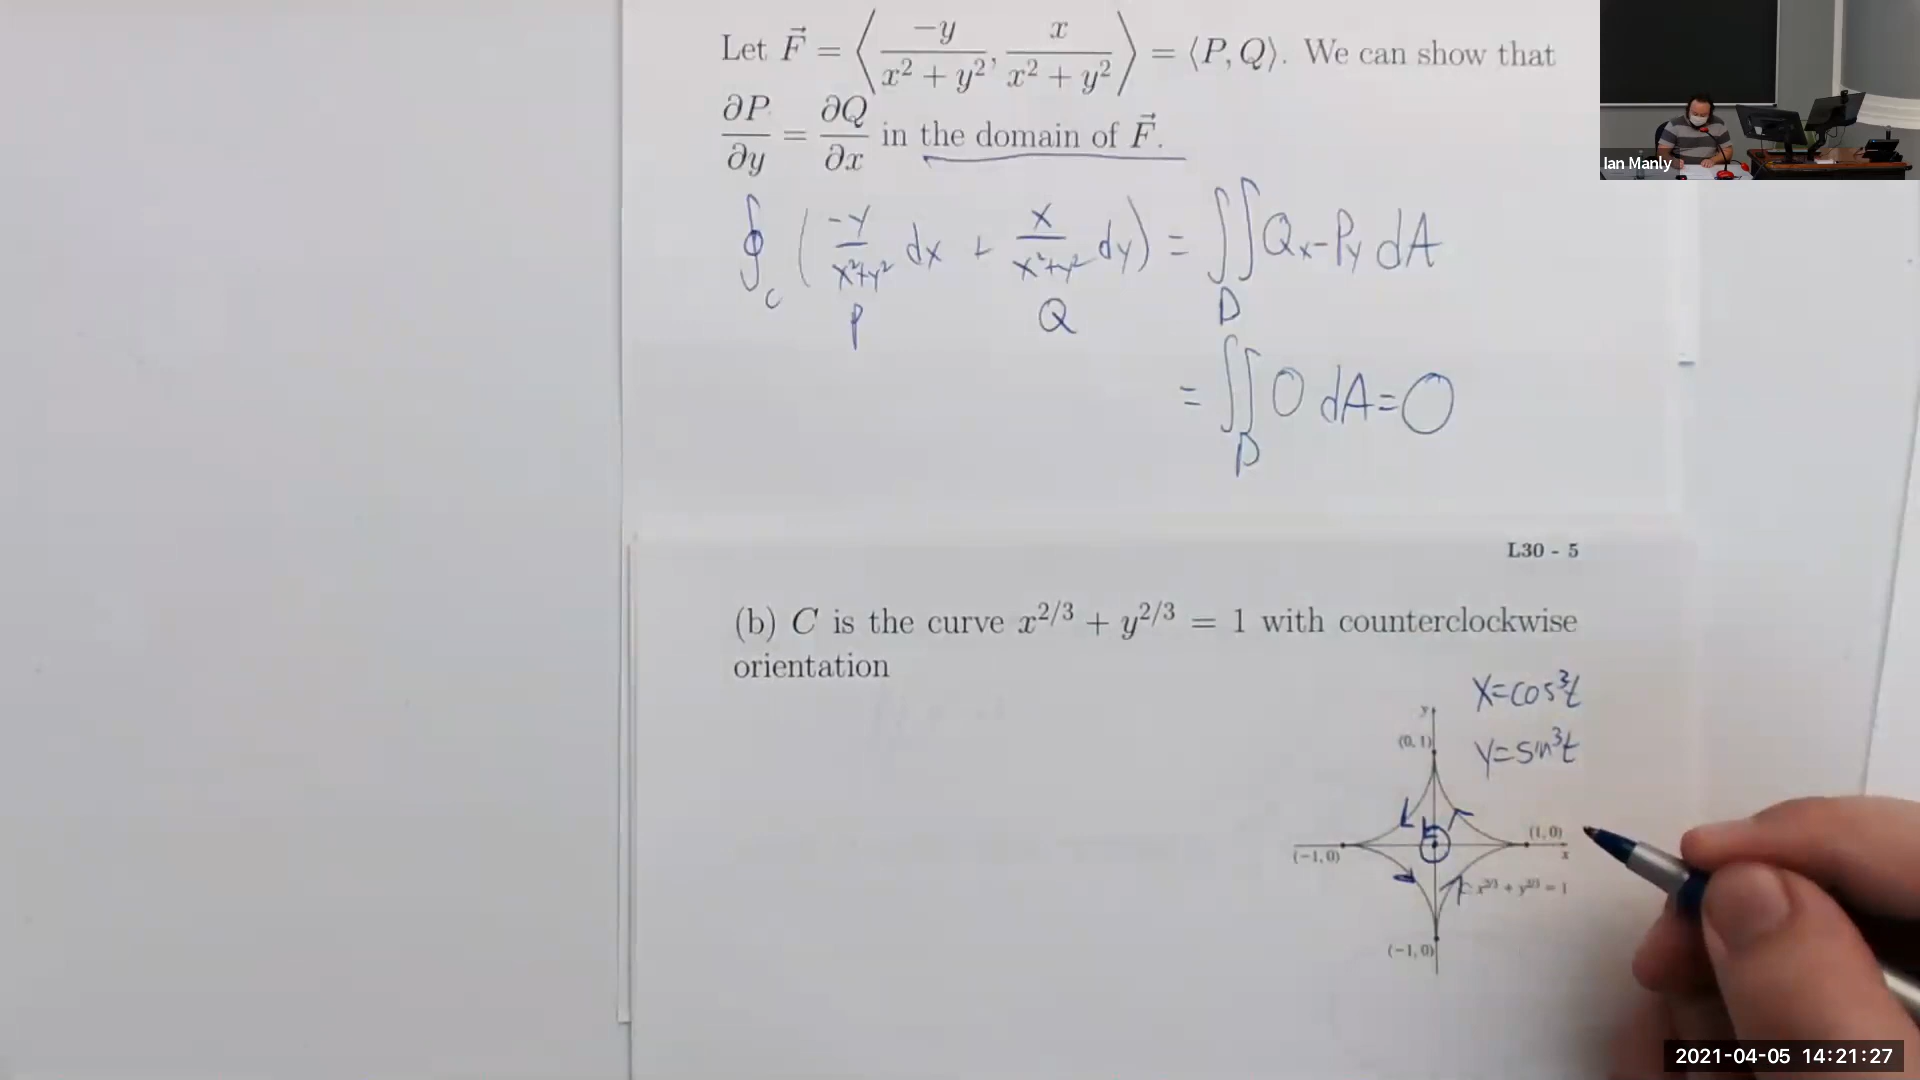 Let F⃗ = ⟨ −y / (x² + y²), x / (x² + y²) ⟩ = ⟨P, Q⟩. We can show that
∂P/∂y = ∂Q/∂x in the domain of F⃗.
∮_C ( −y/(x²+y²) dx + x/(x²+y²) dy ) = ∬_D Qx − Py dA
P Q
= ∬_D 0 dA = 0
L30 - 5
(b) C is the curve x^{2/3} + y^{2/3} = 1 with counterclockwise
orientation
x = cos³t
y = sin³t
y
(0, 1)
(1, 0)
x
(−1, 0)
C x^{2/3} + y^{2/3} = 1
(−1, 0)
Ian Manly
2021-04-05 14:21:27